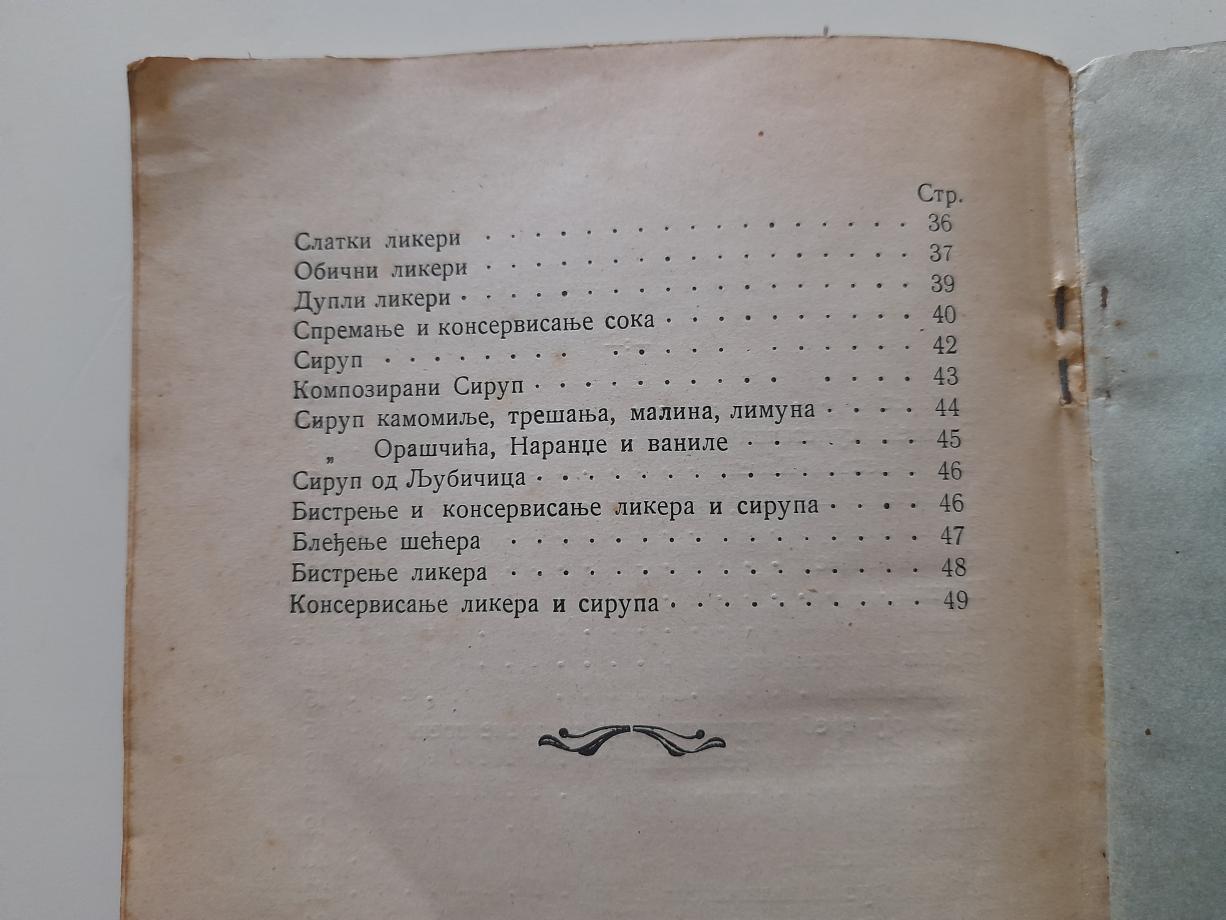 Стр.
Слатки ликери . . . . . . . . . . . . . . . . . 36
Обични ликери . . . . . . . . . . . . . . . . . 37
Дупли ликери . . . . . . . . . . . . . . . . . . 39
Спремање и консервисање сока . . . . . . . . . . 40
Сируп . . . . . . . . . . . . . . . . . . . 42
Композирани Сируп . . . . . . . . . . . . . . 43
Сируп камомиље, трешања, малина, лимуна . . . . 44
„ Орашчића, Наранџе и ваниле . . . . . . . 45
Сируп од Љубичица . . . . . . . . . . . . . . . 46
Бистрење и консервисање ликера и сирупа . . . . 46
Блеђење шећера . . . . . . . . . . . . . . . . 47
Бистрење ликера . . . . . . . . . . . . . . . . 48
Консервисање ликера и сирупа . . . . . . . . . . 49